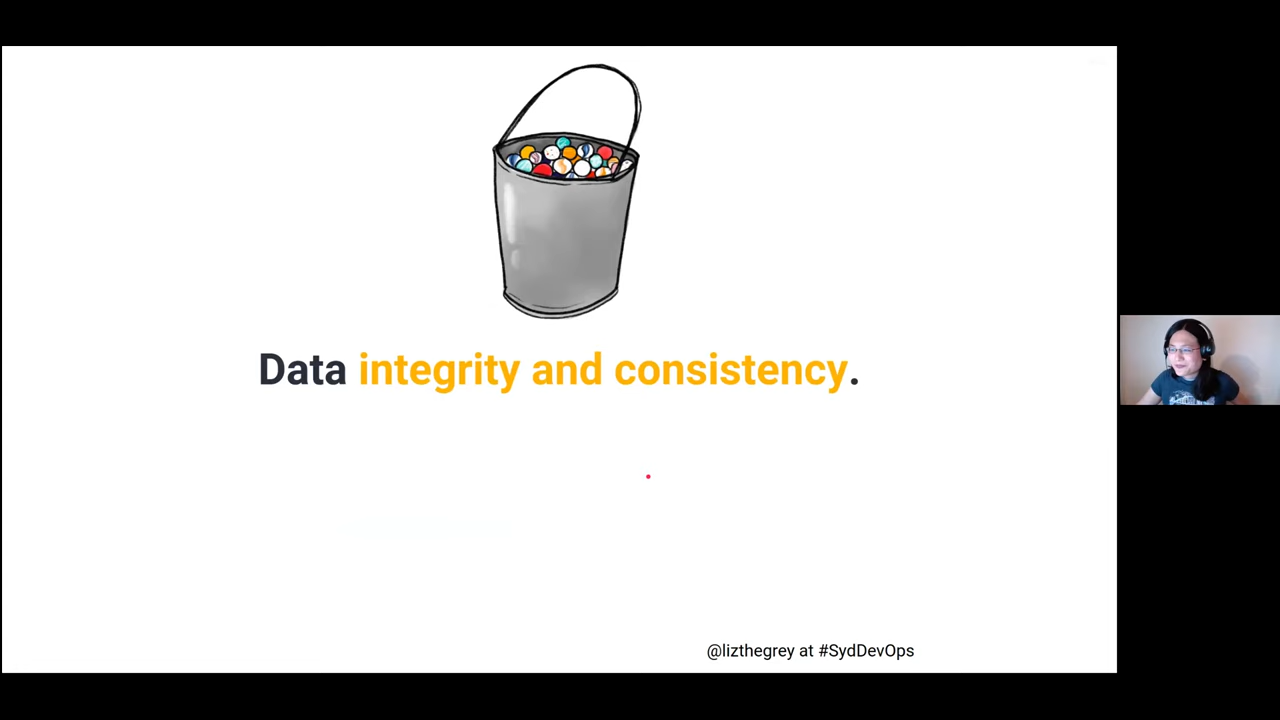 Data integrity and consistency.
@lizthegrey at #SydDevOps